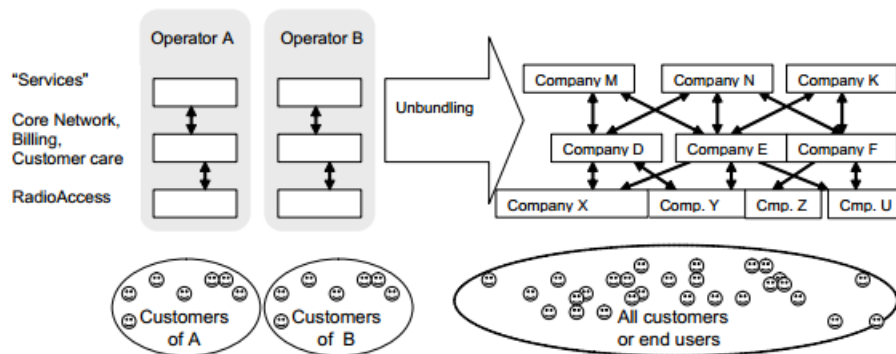 Operator A
Operator B
"Services"
Core Network,
Billing,
Customer care
RadioAccess
Unbundling
Company M
Company N
Company K
Company D
Company E
Company F
Company X
Comp. Y
Cmp. Z
Cmp. U
Customers
of A
Customers
of B
All customers
or end users